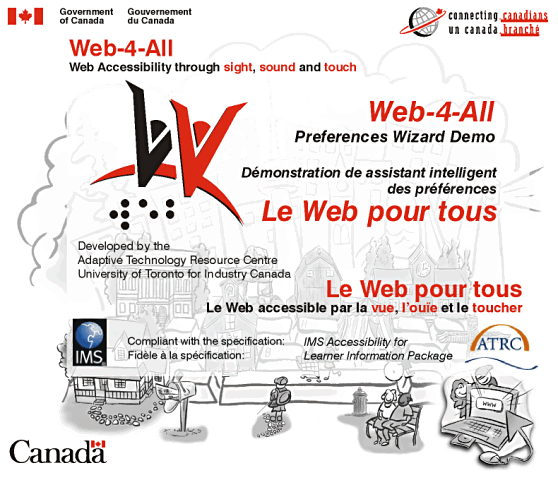 Government
of Canada
Gouvernement
du Canada
connecting.canadians
un canada.branché
Web-4-All
Web Accessibility through sight, sound and touch
Web-4-All
Preferences Wizard Demo
Démonstration de assistant intelligent
des préférences
Le Web pour tous
Developed by the
Adaptive Technology Resource Centre
University of Toronto for Industry Canada
Le Web pour tous
Le Web accessible par la vue, l'ouïe et le toucher
IMS
Compliant with the specification:
Fidèle à la spécification:
IMS Accessibility for
Learner Information Package
ATRC
WWW
Canada